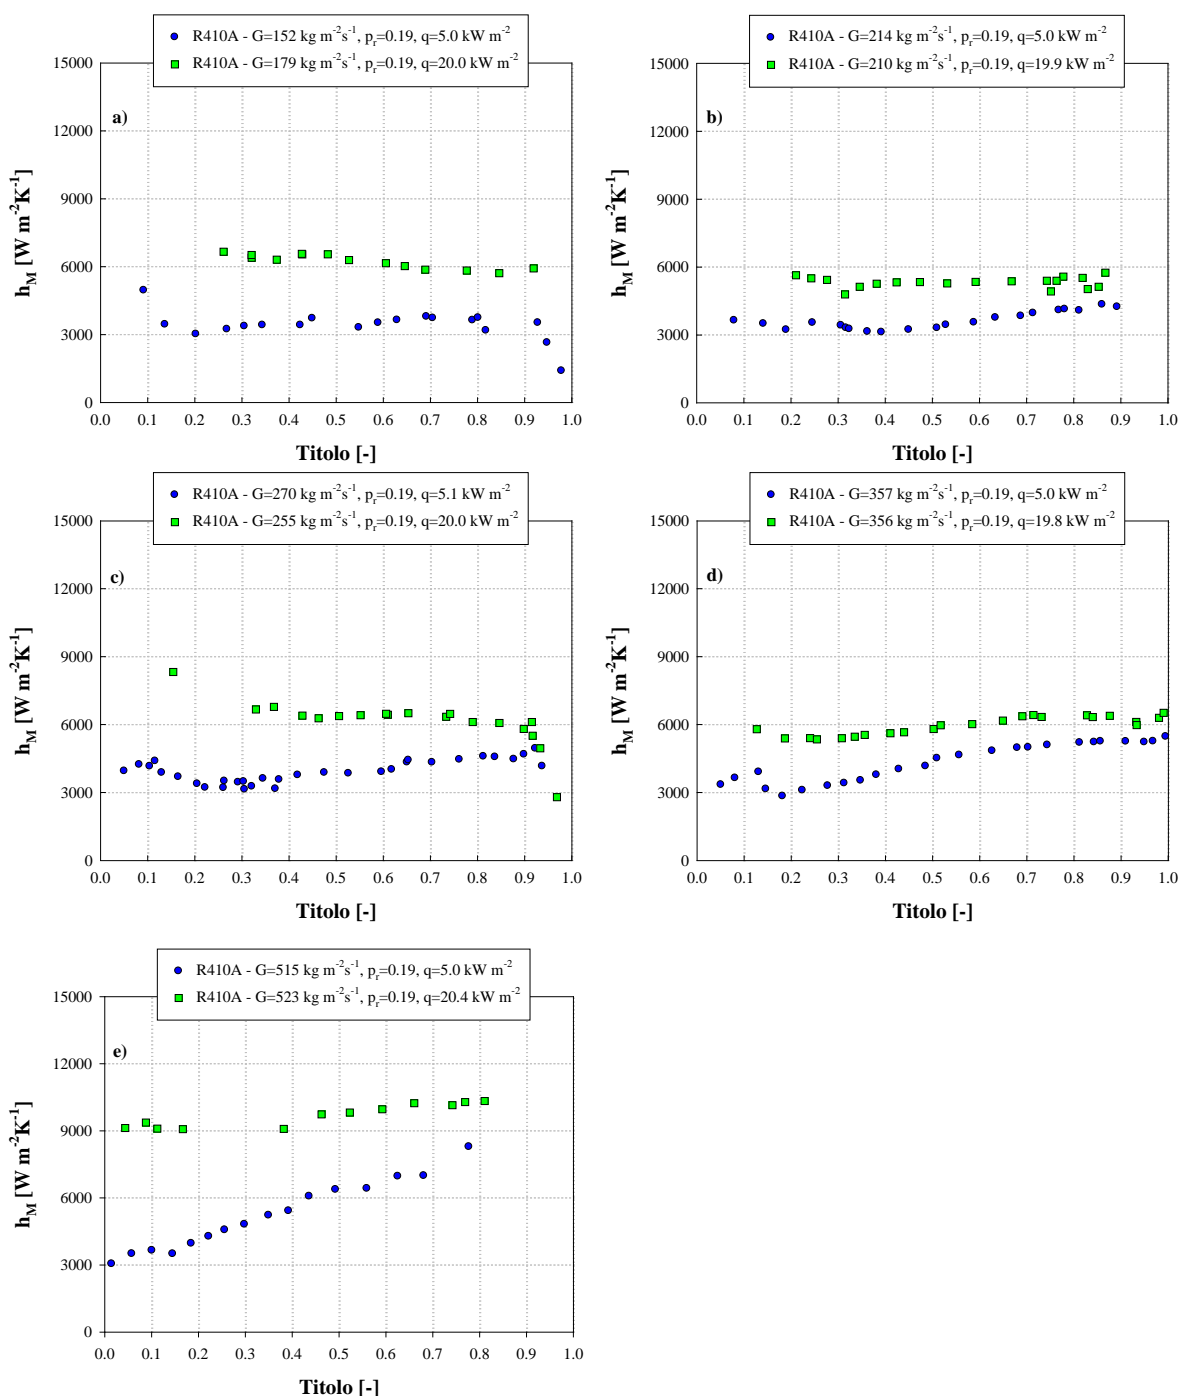 R410A - G=152 kg m⁻²s⁻¹, pᵣ=0.19, q=5.0 kW m⁻²
R410A - G=179 kg m⁻²s⁻¹, pᵣ=0.19, q=20.0 kW m⁻²
a)
15000
12000
9000
6000
3000
0
h_M [W m⁻²K⁻¹]
0.0 0.1 0.2 0.3 0.4 0.5 0.6 0.7 0.8 0.9 1.0
Titolo [-]
R410A - G=214 kg m⁻²s⁻¹, pᵣ=0.19, q=5.0 kW m⁻²
R410A - G=210 kg m⁻²s⁻¹, pᵣ=0.19, q=19.9 kW m⁻²
b)
15000
12000
9000
6000
3000
0
h_M [W m⁻²K⁻¹]
0.0 0.1 0.2 0.3 0.4 0.5 0.6 0.7 0.8 0.9 1.0
Titolo [-]
R410A - G=270 kg m⁻²s⁻¹, pᵣ=0.19, q=5.1 kW m⁻²
R410A - G=255 kg m⁻²s⁻¹, pᵣ=0.19, q=20.0 kW m⁻²
c)
15000
12000
9000
6000
3000
0
h_M [W m⁻²K⁻¹]
0.0 0.1 0.2 0.3 0.4 0.5 0.6 0.7 0.8 0.9 1.0
Titolo [-]
R410A - G=357 kg m⁻²s⁻¹, pᵣ=0.19, q=5.0 kW m⁻²
R410A - G=356 kg m⁻²s⁻¹, pᵣ=0.19, q=19.8 kW m⁻²
d)
15000
12000
9000
6000
3000
0
h_M [W m⁻²K⁻¹]
0.0 0.1 0.2 0.3 0.4 0.5 0.6 0.7 0.8 0.9 1.0
Titolo [-]
R410A - G=515 kg m⁻²s⁻¹, pᵣ=0.19, q=5.0 kW m⁻²
R410A - G=523 kg m⁻²s⁻¹, pᵣ=0.19, q=20.4 kW m⁻²
e)
15000
12000
9000
6000
3000
0
h_M [W m⁻²K⁻¹]
0.0 0.1 0.2 0.3 0.4 0.5 0.6 0.7 0.8 0.9 1.0
Titolo [-]